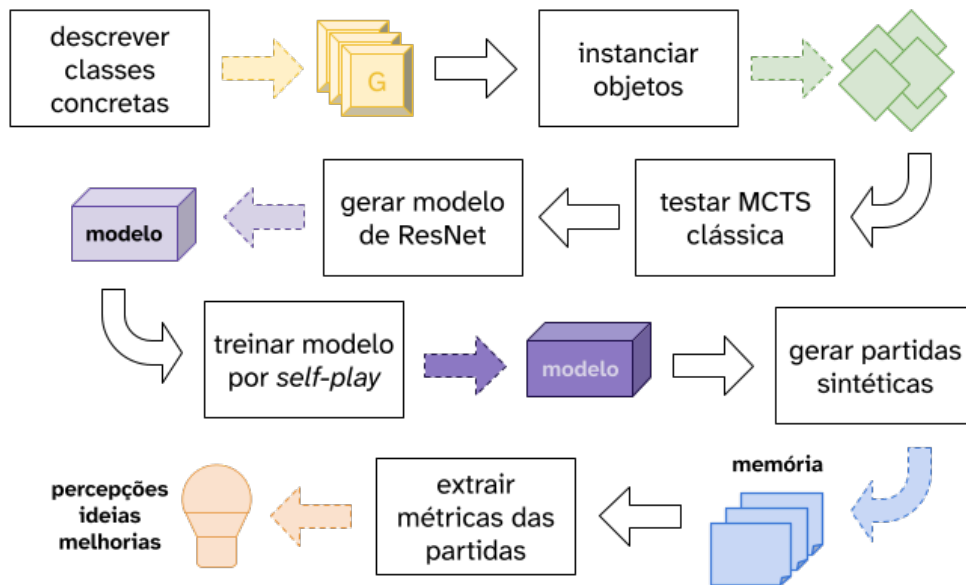 descrever
classes
concretas
G
instanciar
objetos
testar MCTS
clássica
gerar modelo
de ResNet
modelo
treinar modelo
por self-play
modelo
gerar partidas
sintéticas
memória
extrair
métricas das
partidas
percepções
ideias
melhorias